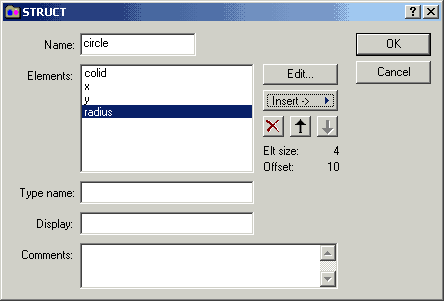 STRUCT
Name:
circle
OK
Cancel
Elements:
colid
x
y
radius
Edit...
Insert ->
Elt size: 4
Offset: 10
Type name:
Display:
Comments: